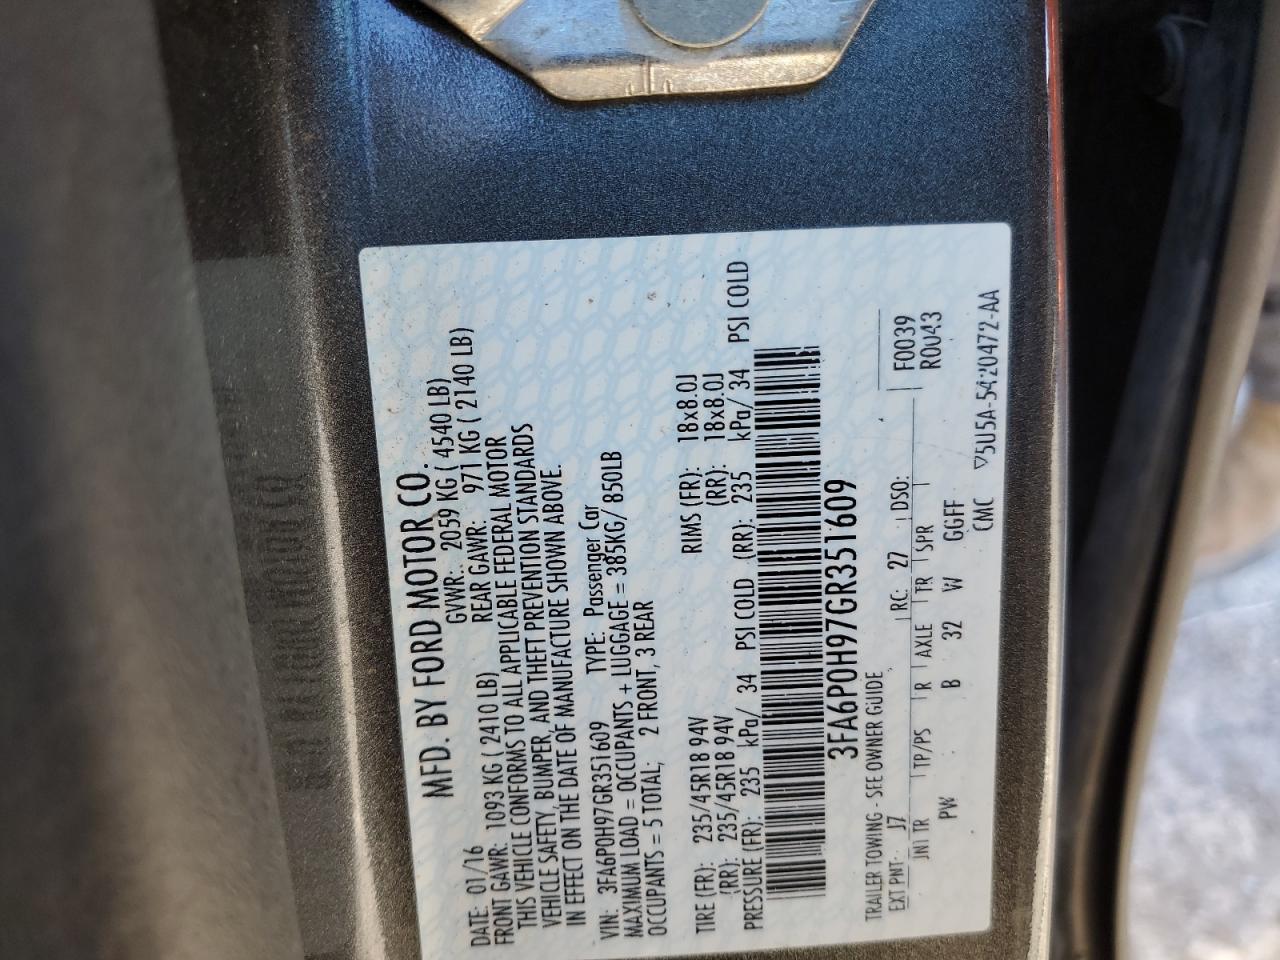 MFD. BY FORD MOTOR CO.
DATE: 01/16 GVWR: 2059 KG ( 4540 LB)
FRONT GAWR: 1093 KG ( 2410 LB) REAR GAWR: 971 KG ( 2140 LB)
THIS VEHICLE CONFORMS TO ALL APPLICABLE FEDERAL MOTOR
VEHICLE SAFETY, BUMPER, AND THEFT PREVENTION STANDARDS
IN EFFECT ON THE DATE OF MANUFACTURE SHOWN ABOVE.
VIN: 3FA6P0H97GR351609 TYPE: Passenger Car
MAXIMUM LOAD = OCCUPANTS + LUGGAGE = 385KG/ 850LB
OCCUPANTS = 5 TOTAL; 2 FRONT, 3 REAR
TIRE (FR): 235/45R18 94V RIMS (FR): 18x8.0J
(RR): 235/45R18 94V (RR): 18x8.0J
PRESSURE (FR): 235 kPa/ 34 PSI COLD (RR): 235 kPa/ 34 PSI COLD
3FA6P0H97GR351609
TRAILER TOWING - SEE OWNER GUIDE
F0039
EXT PNT: J7 RC: 27 DSO: R0043
INT TR TP/PS R AXLE TR SPR
PW B 32 W GGFF
CMC ▽5U5A-5420472-AA